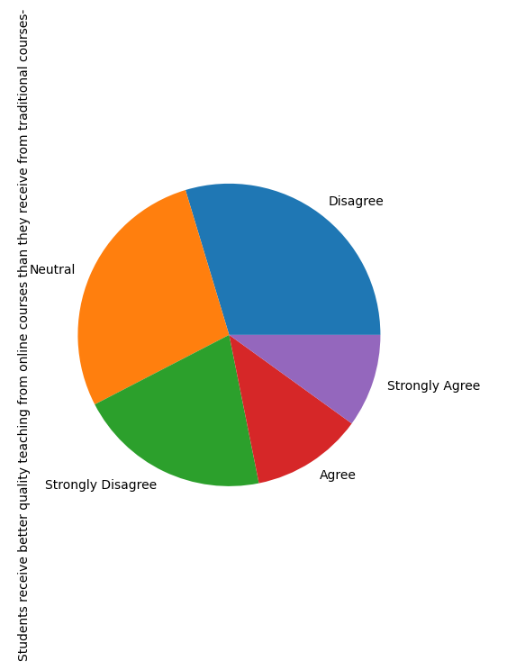 Students receive better quality teaching from online courses than they receive from traditional courses-
Disagree
Neutral
Strongly Agree
Agree
Strongly Disagree